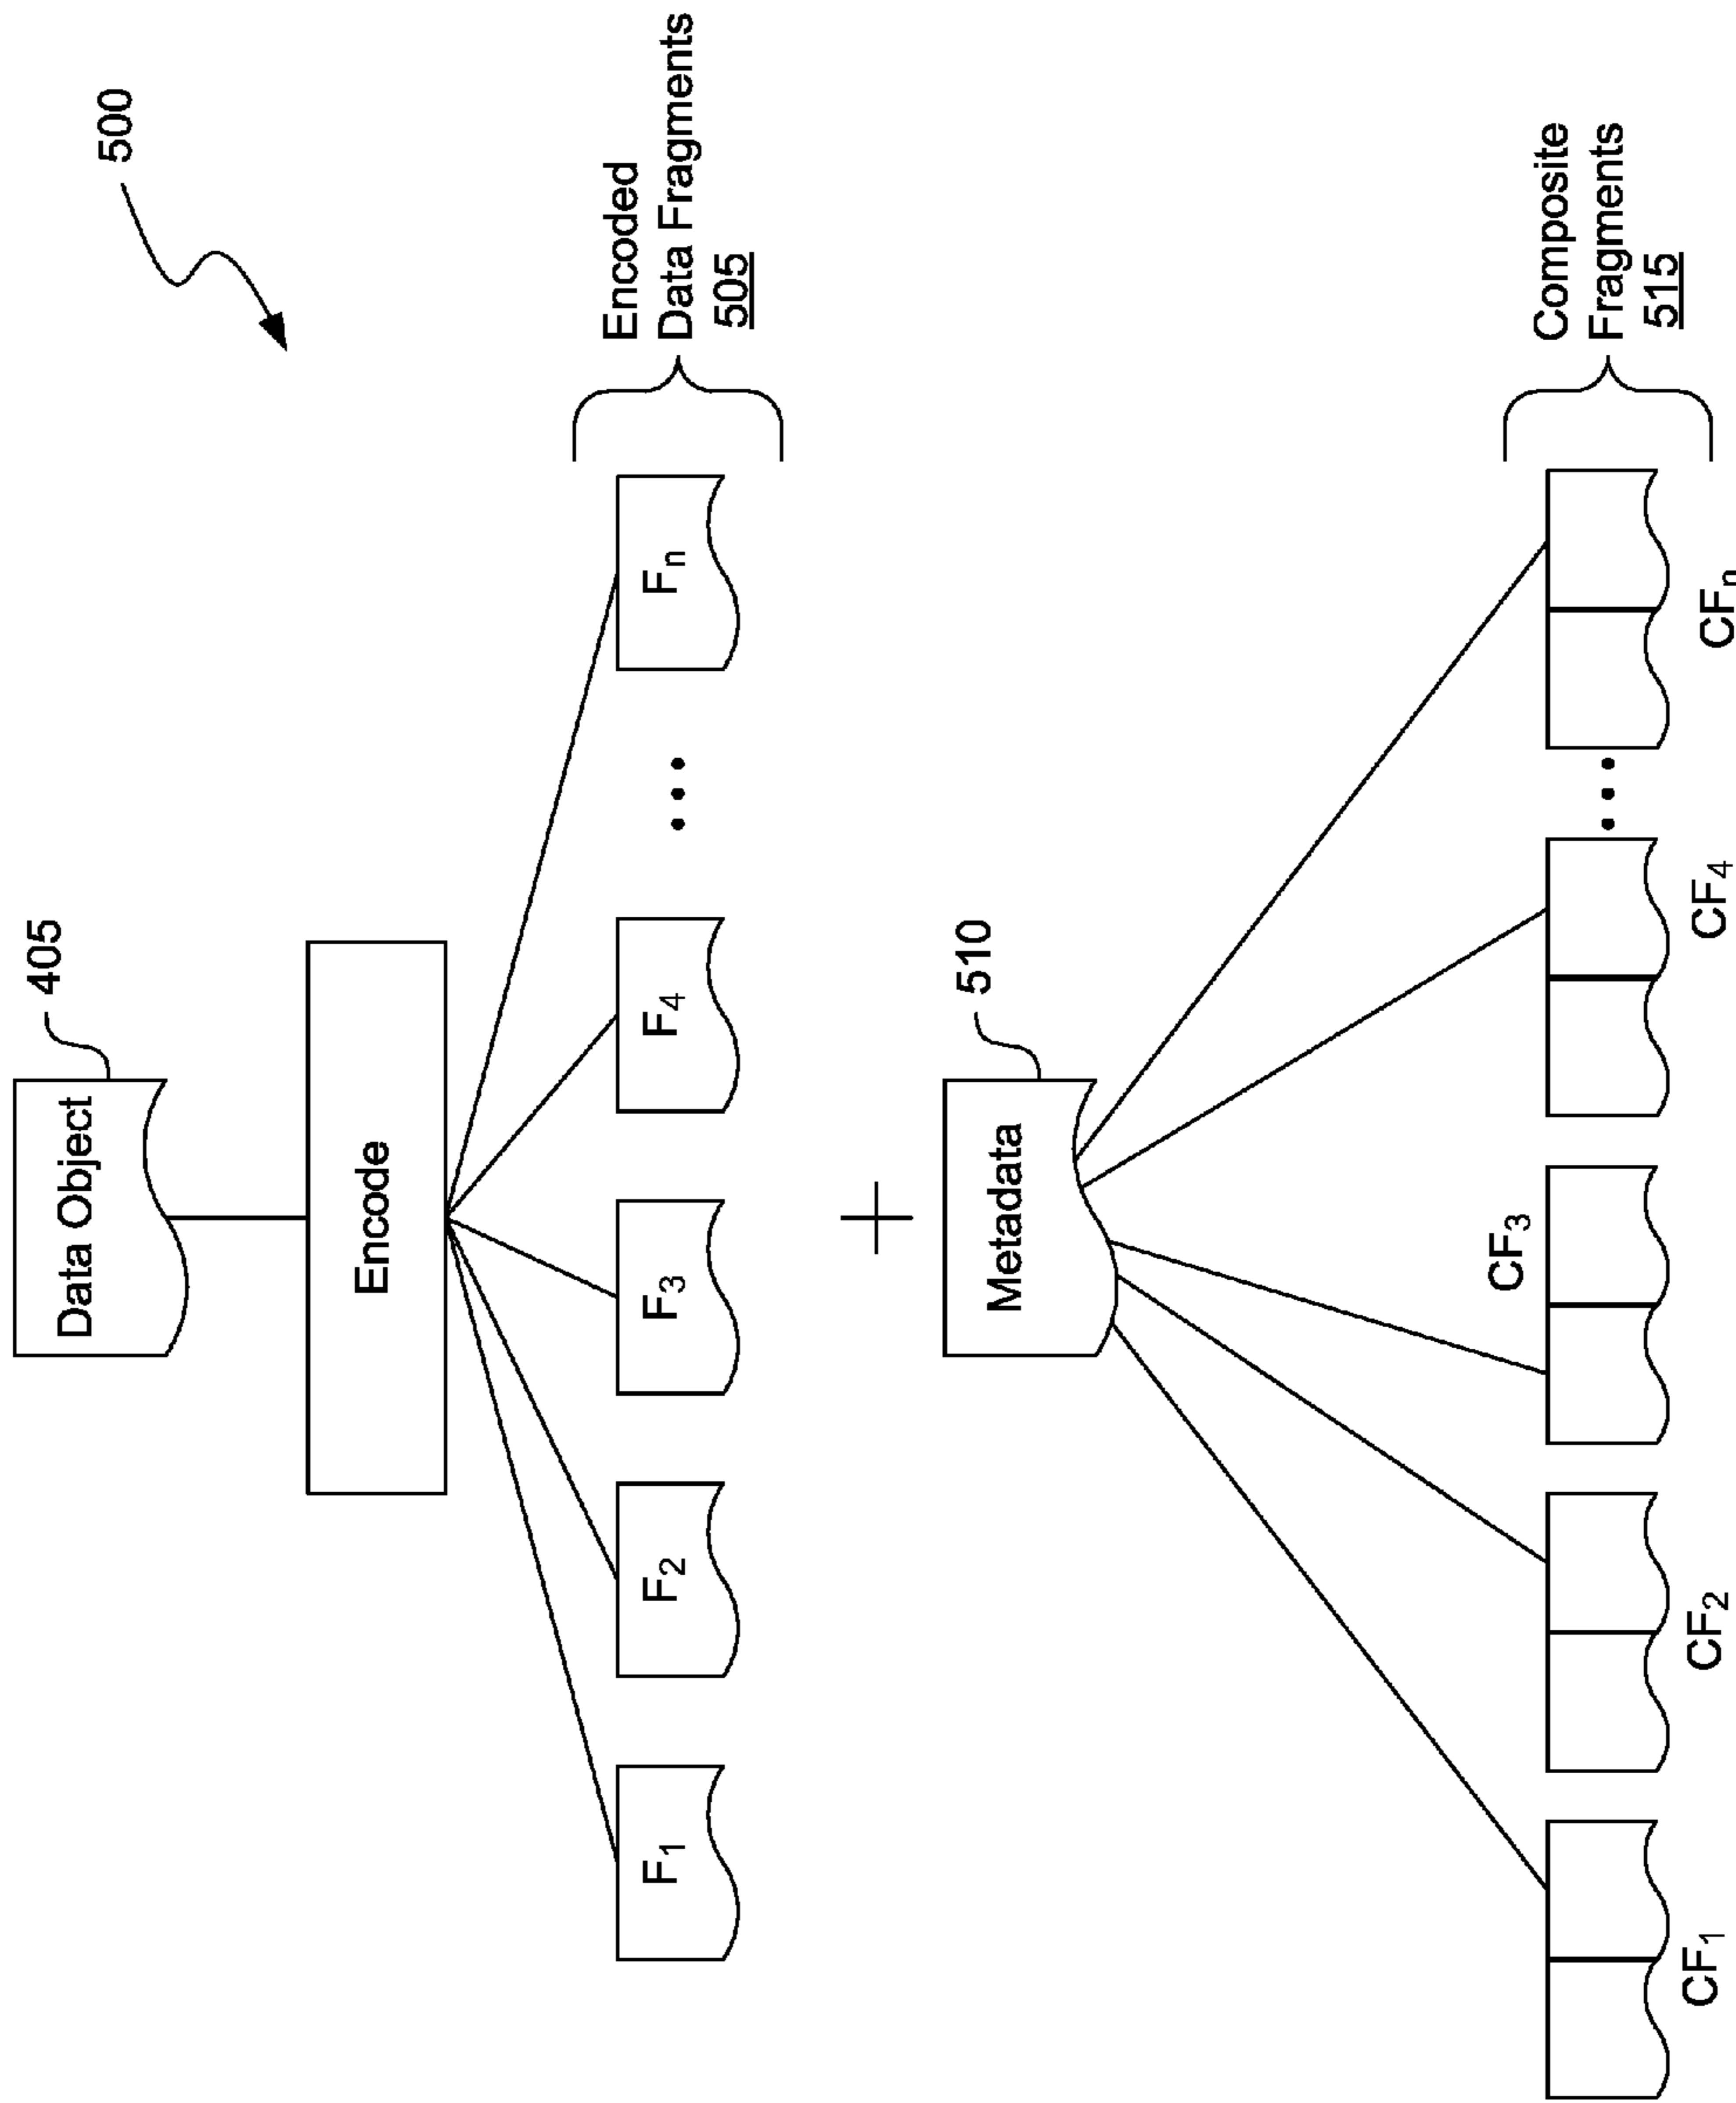 500
Data Object
405
Encode
F1
F2
F3
F4
Fn
Encoded
Data Fragments
505
Metadata
510
CF1
CF2
CF3
CF4
CFn
Composite
Fragments
515